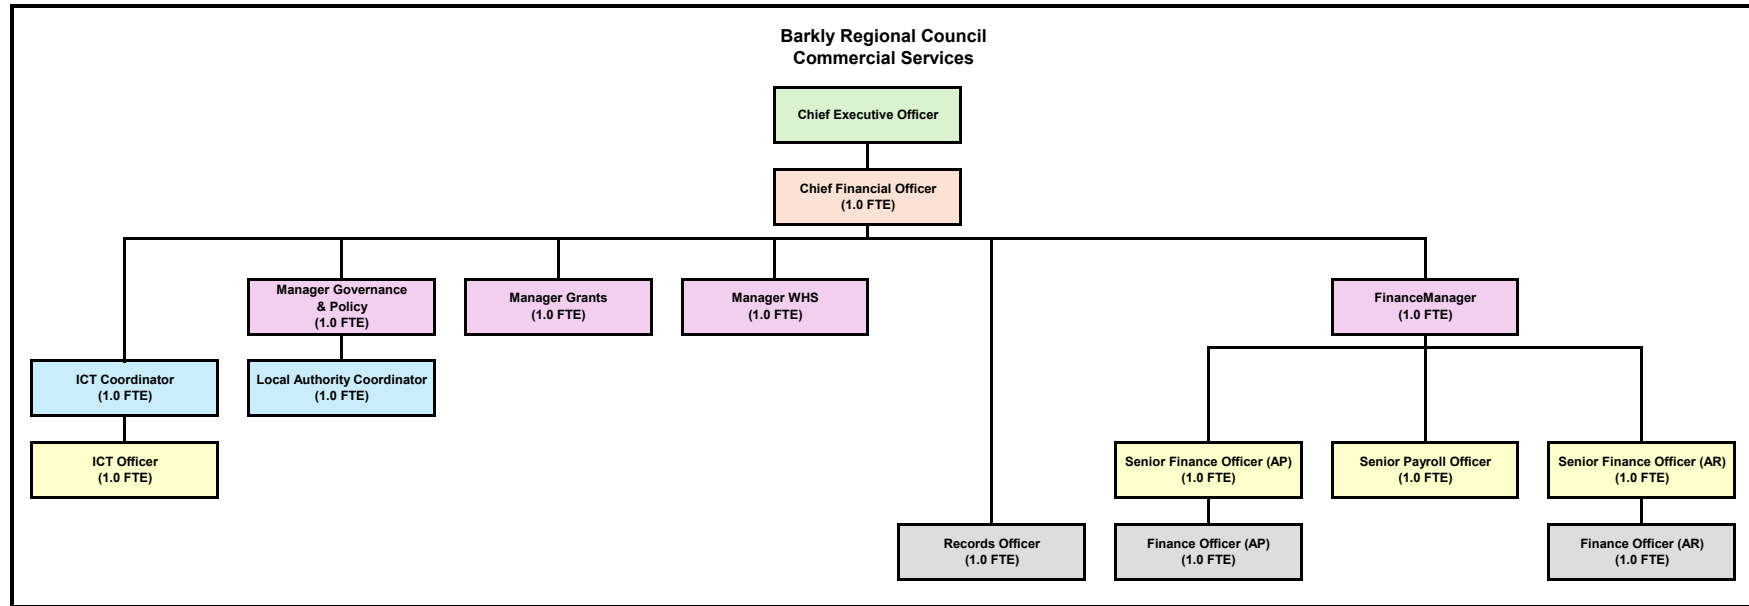 Barkly Regional Council
Commercial Services
Chief Executive Officer
Chief Financial Officer
(1.0 FTE)
Manager Governance
& Policy
(1.0 FTE)
Manager Grants
(1.0 FTE)
Manager WHS
(1.0 FTE)
FinanceManager
(1.0 FTE)
ICT Coordinator
(1.0 FTE)
Local Authority Coordinator
(1.0 FTE)
ICT Officer
(1.0 FTE)
Senior Finance Officer (AP)
(1.0 FTE)
Senior Payroll Officer
(1.0 FTE)
Senior Finance Officer (AR)
(1.0 FTE)
Records Officer
(1.0 FTE)
Finance Officer (AP)
(1.0 FTE)
Finance Officer (AR)
(1.0 FTE)